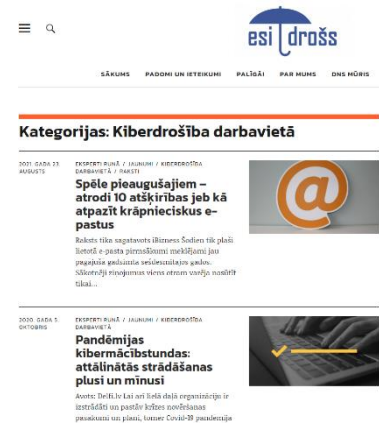 esi drošs
SĀKUMS PADOMI UN IETEIKUMI PALĪGĀI PAR MUMS DNS MŪRIS
Kategorijas: Kiberdrošība darbavietā
2021. GADA 23. AUGUSTS
EKSPERTI RUNĀ / JAUNUMI / KIBERDROŠĪBA
DARBAVIETĀ / RAKSTI
Spēle pieaugušajiem –
atrodi 10 atšķirības jeb kā
atpazīt krāpnieciskus e-
pastus
Raksts tika sagatavots iBizness Šodien tik plaši
lietotā e-pasta pirmsākumi meklējami jau
pagājušā gadsimta sešdesmitajos gados.
Sākotnēji ziņojumus viens otram varēja nosūtīt
tikai...
2020. GADA 5. OKTOBRIS
EKSPERTI RUNĀ / JAUNUMI / KIBERDROŠĪBA
DARBAVIETĀ
Pandēmijas
kibermācībstundas:
attālinātās strādāšanas
plusi un mīnusi
Avots: Delfi.lv Lai arī lielā daļā organizāciju ir
izstrādāti un pastāv krīzes novēršanas
pasākumi un plāni, tomēr Covid-19 pandēmija